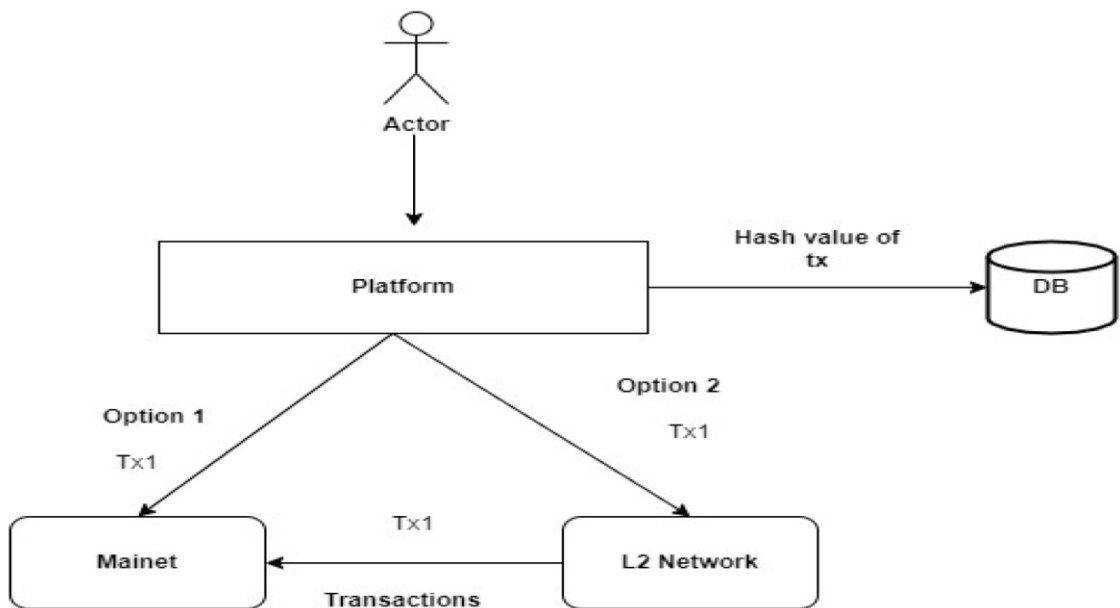 Actor
Hash value of
tx
Platform
DB
Option 2
Option 1
Tx1
Tx1
Tx1
Mainet
L2 Network
Transactions